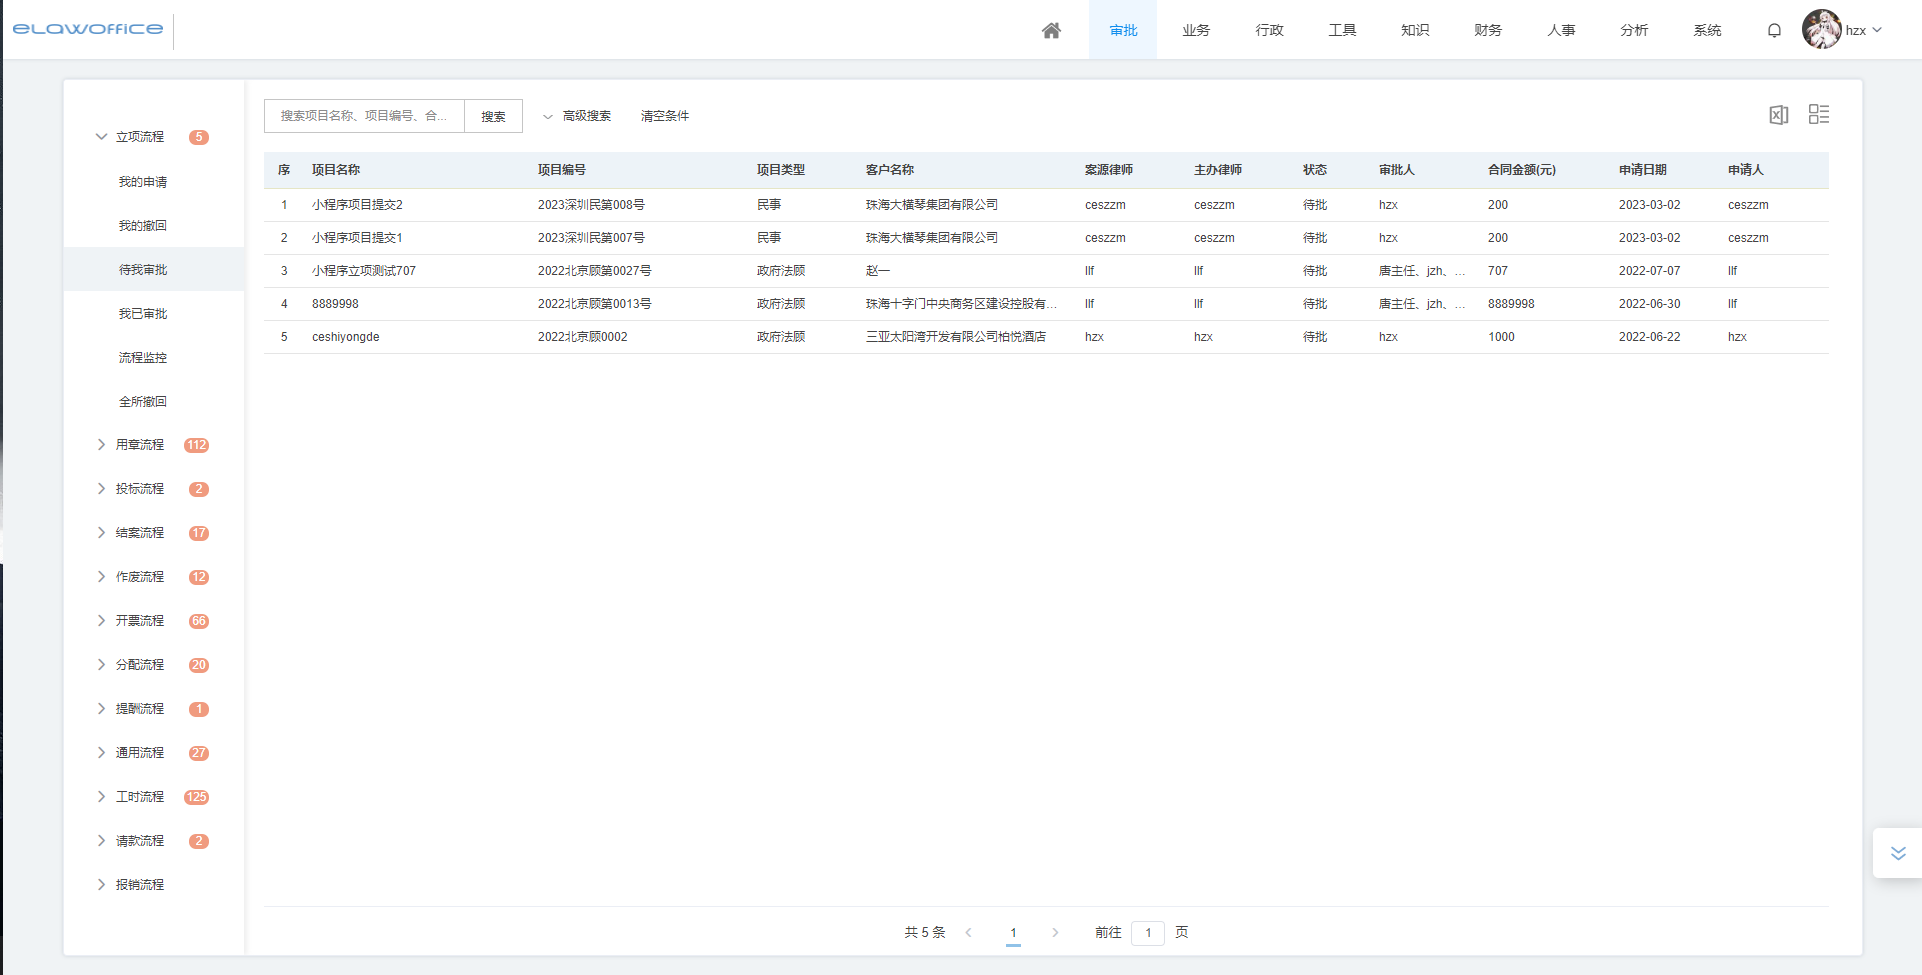 eLawOffice
审批 业务 行政 工具 知识 财务 人事 分析 系统 hzx
立项流程 5
我的申请
我的撤回
待我审批
我已审批
流程监控
全所撤回
用章流程 112
投标流程 2
结案流程 17
作废流程 12
开票流程 66
分配流程 20
提酬流程 1
通用流程 27
工时流程 125
请款流程 2
报销流程
搜索项目名称、项目编号、合... 搜索 高级搜索 清空条件
序 项目名称 项目编号 项目类型 客户名称 案源律师 主办律师 状态 审批人 合同金额(元) 申请日期 申请人
1 小程序项目提交2 2023深圳民第008号 民事 珠海大横琴集团有限公司 ceszzm ceszzm 待批 hzx 200 2023-03-02 ceszzm
2 小程序项目提交1 2023深圳民第007号 民事 珠海大横琴集团有限公司 ceszzm ceszzm 待批 hzx 200 2023-03-02 ceszzm
3 小程序立项测试707 2022北京顾第0027号 政府法顾 赵一 llf llf 待批 唐主任、jzh、... 707 2022-07-07 llf
4 8889998 2022北京顾第0013号 政府法顾 珠海十字门中央商务区建设控股有... llf llf 待批 唐主任、jzh、... 8889998 2022-06-30 llf
5 ceshiyongde 2022北京顾0002 政府法顾 三亚太阳湾开发有限公司柏悦酒店 hzx hzx 待批 hzx 1000 2022-06-22 hzx
共 5 条 1 前往 1 页